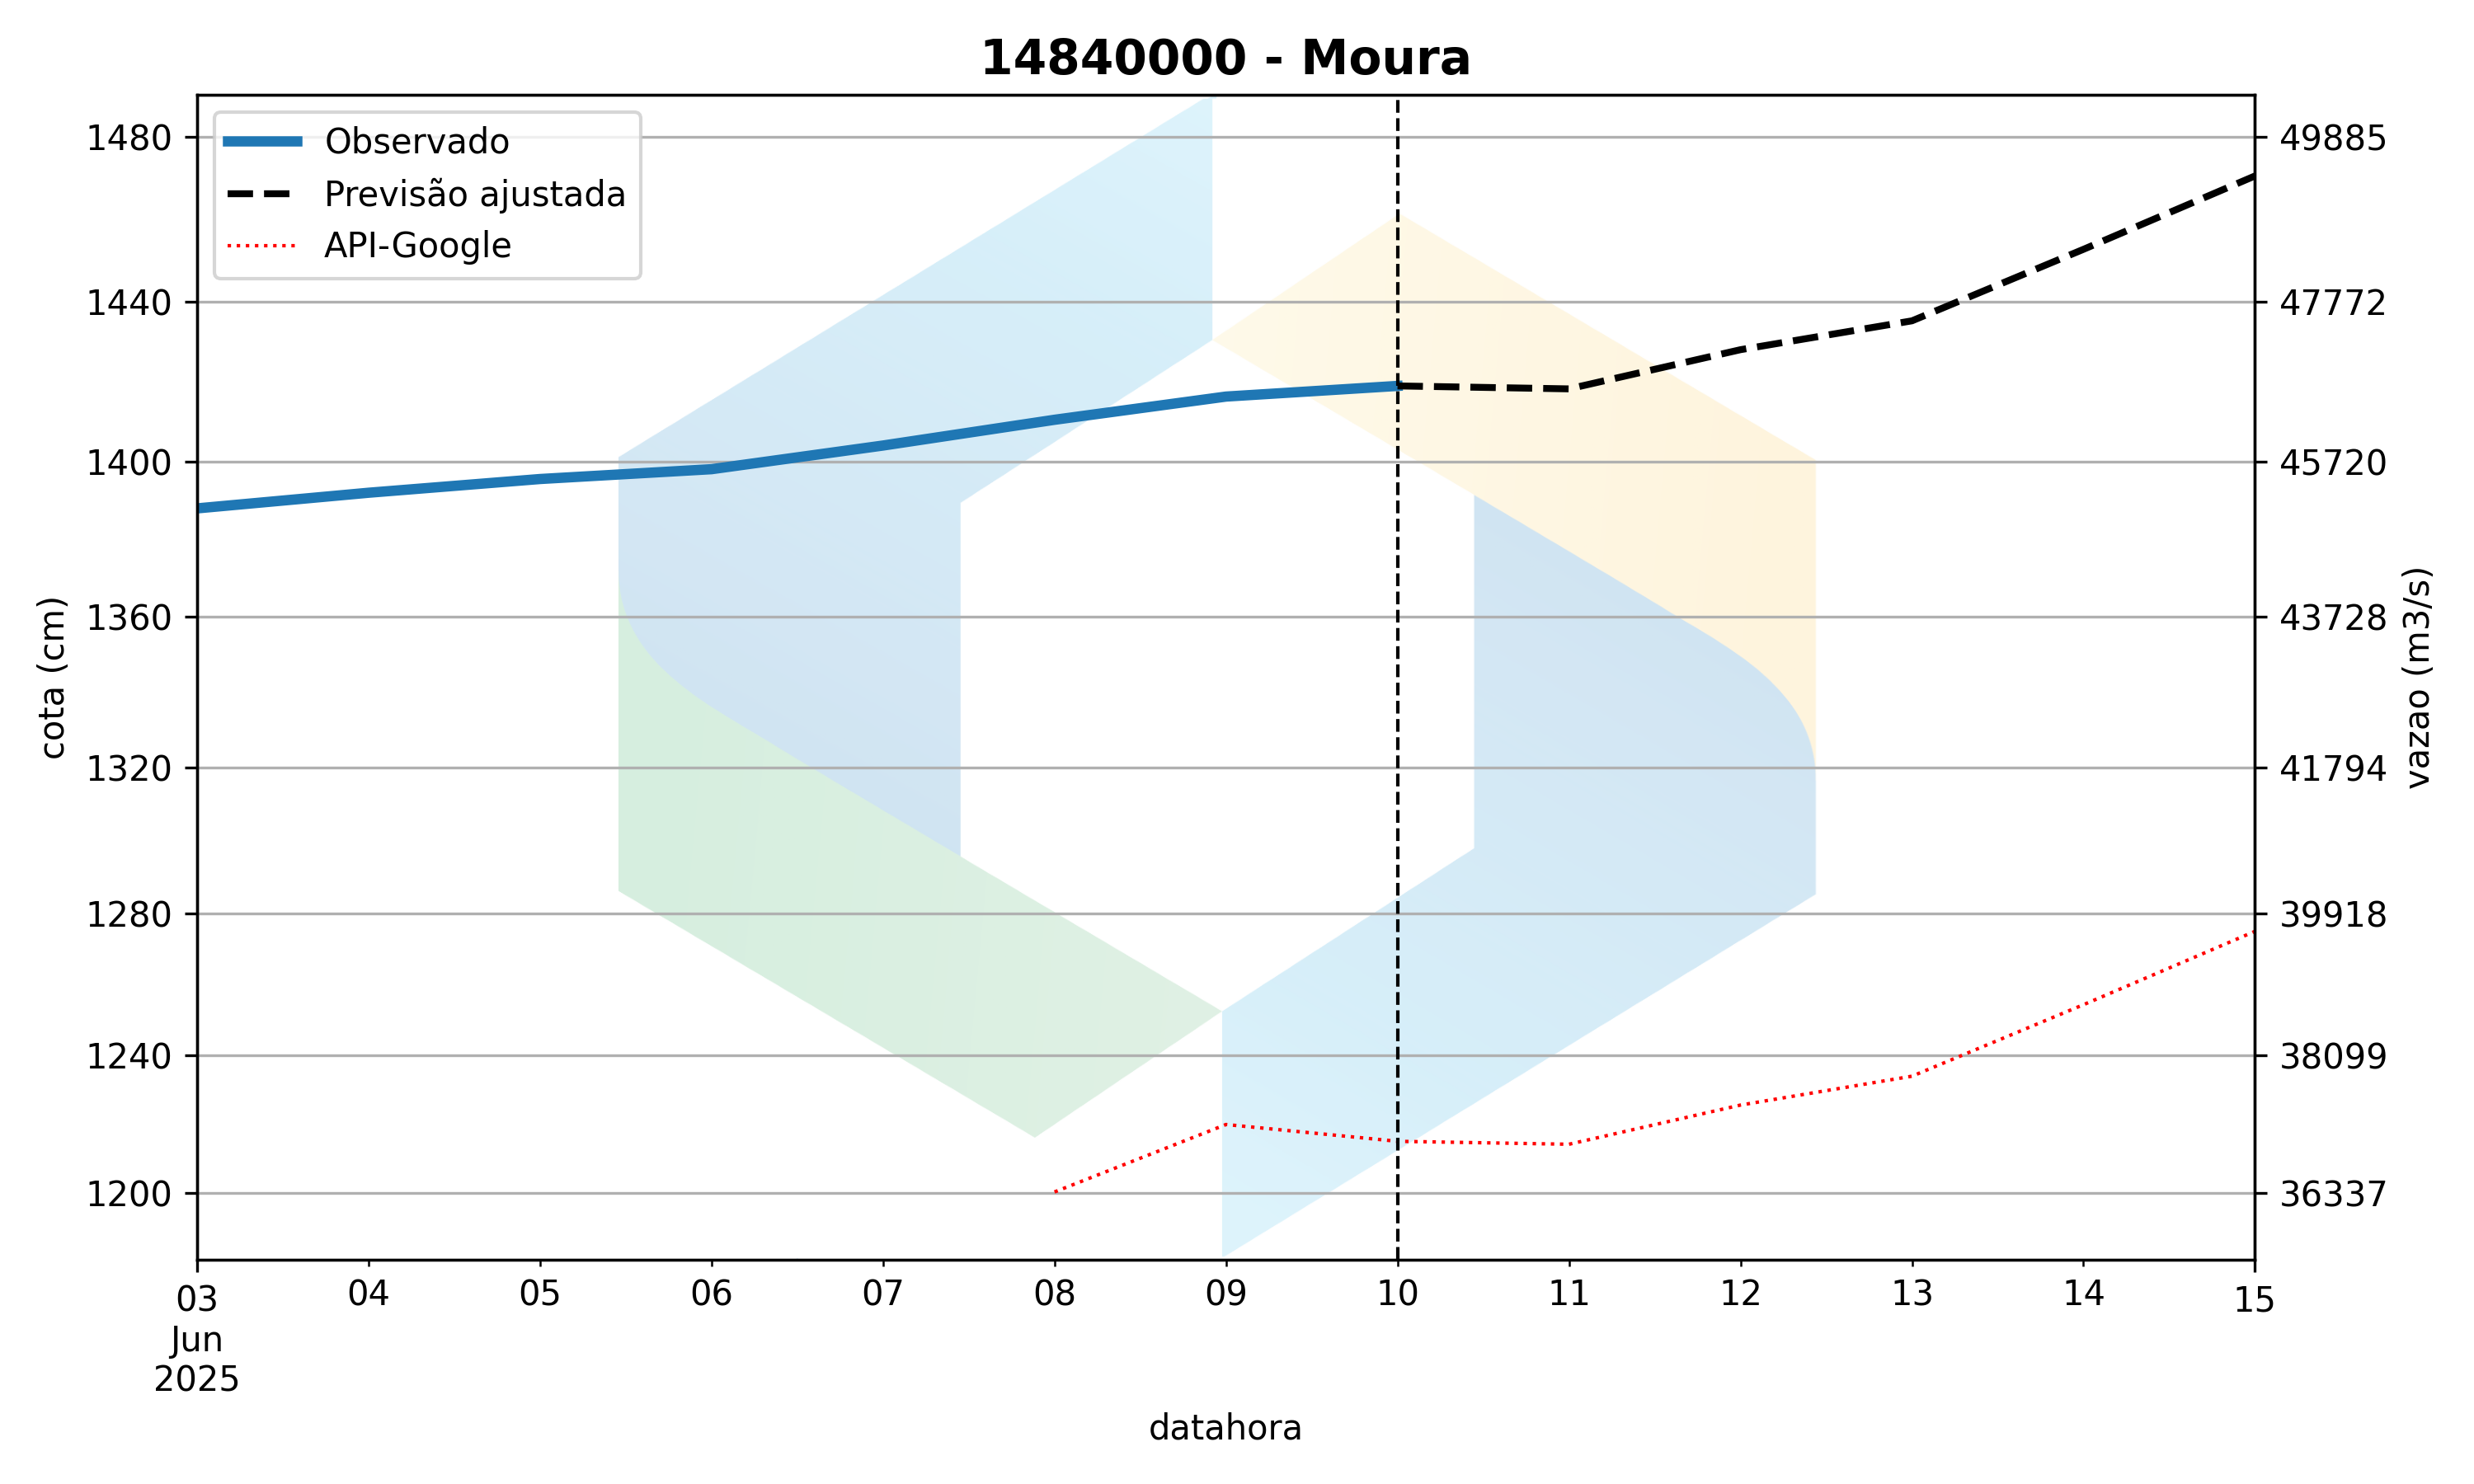 14840000 - Moura
Observado
Previsão ajustada
API-Google
1480
1440
1400
1360
1320
1280
1240
1200
cota (cm)
49885
47772
45720
43728
41794
39918
38099
36337
vazao (m3/s)
03 04 05 06 07 08 09 10 11 12 13 14 15
Jun
2025
datahora